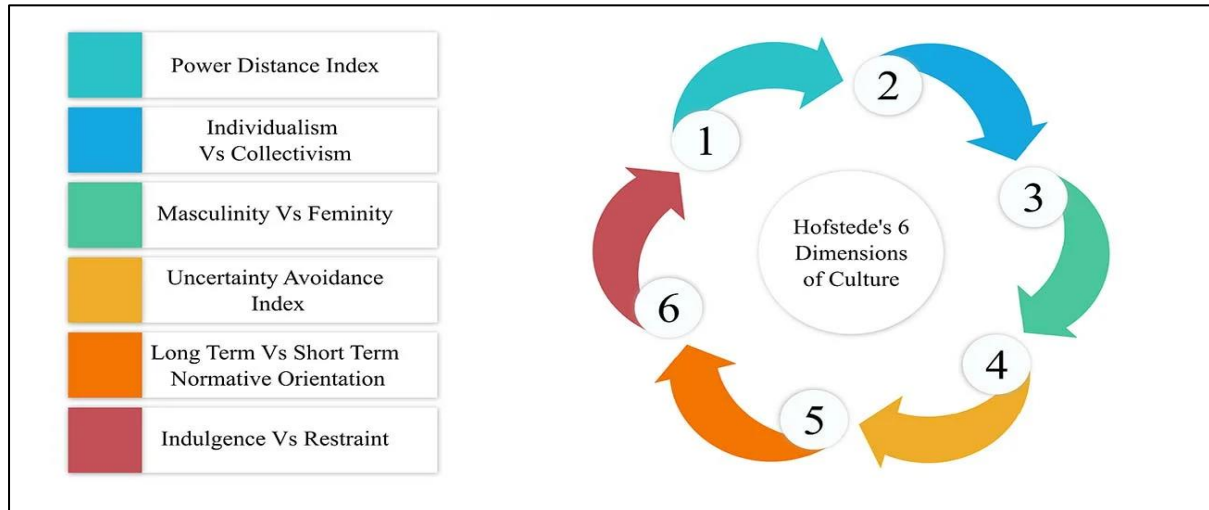 Power Distance Index
Individualism
Vs Collectivism
Masculinity Vs Feminity
Uncertainty Avoidance
Index
Long Term Vs Short Term
Normative Orientation
Indulgence Vs Restraint
1
2
3
4
5
6
Hofstede's 6
Dimensions
of Culture